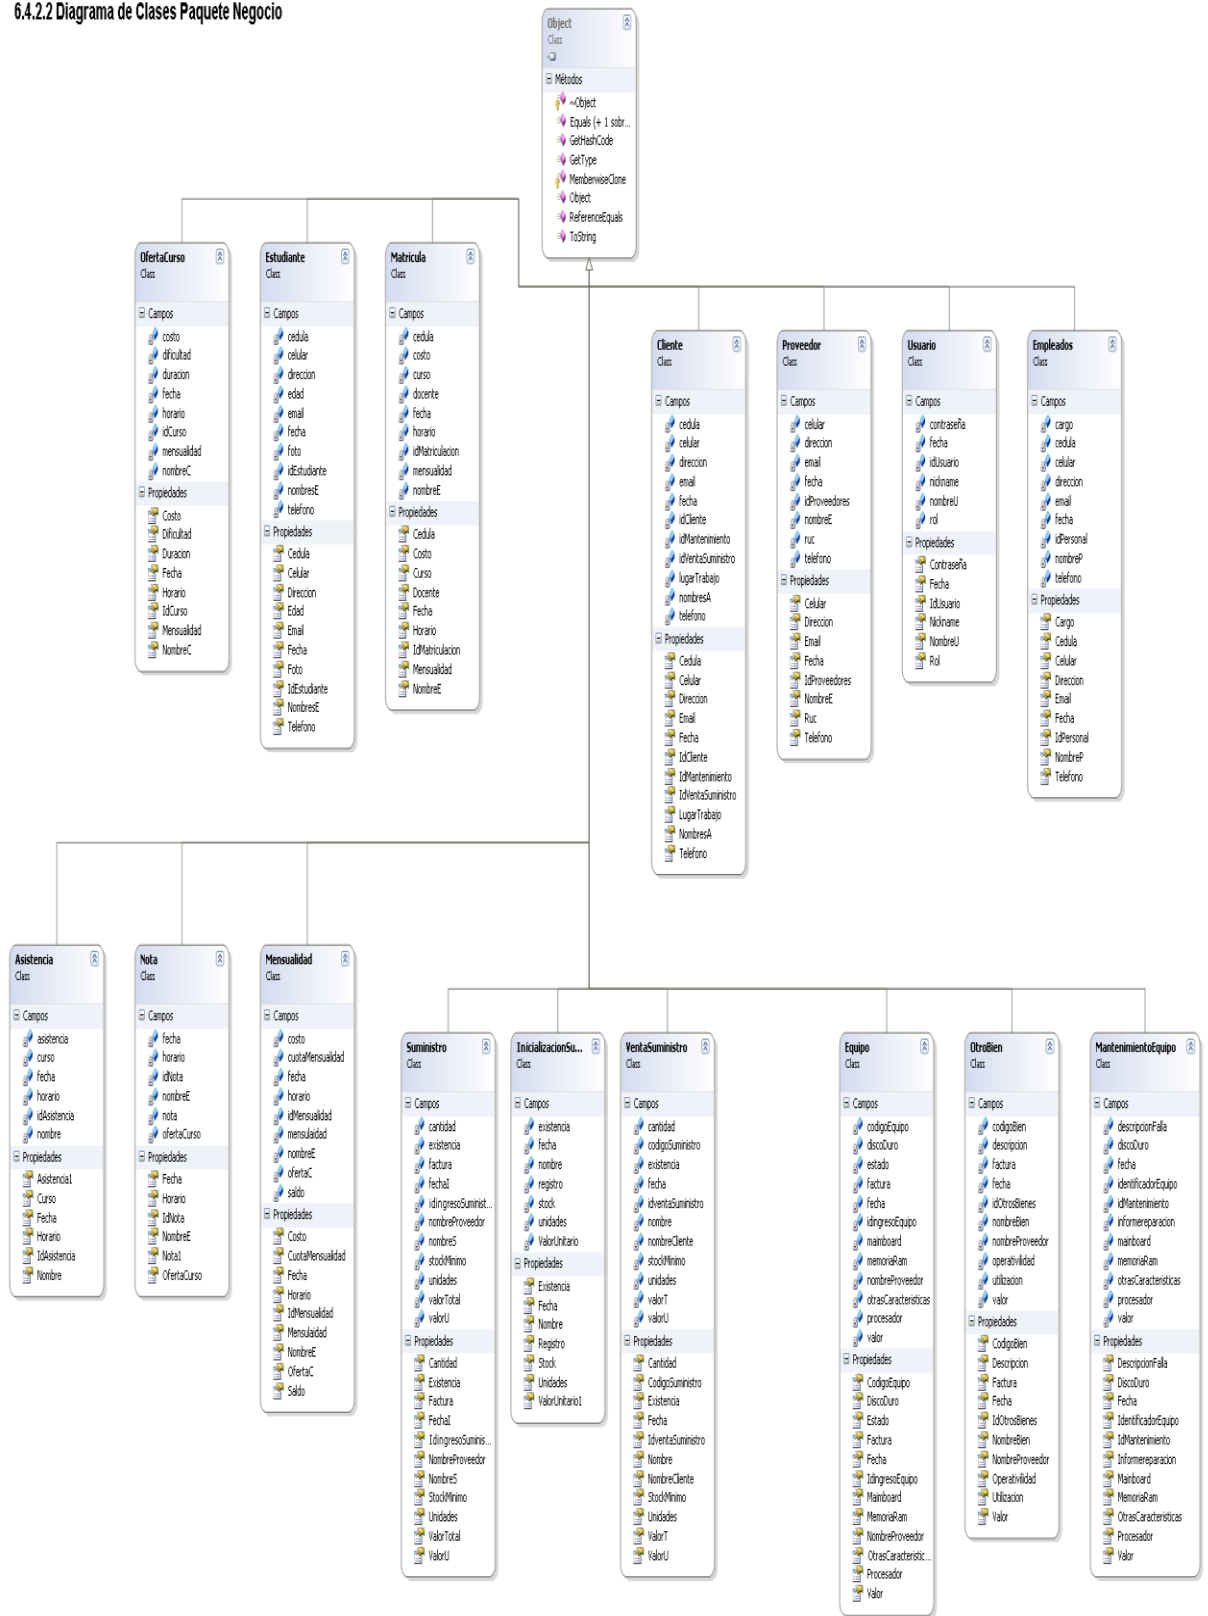 6.4.2.2 Diagrama de Clases Paquete Negocio
Object
Class
Métodos
~Object
Equals (+ 1 sobr...
GetHashCode
GetType
MemberwiseClone
Object
ReferenceEquals
ToString
OfertaCurso
Class
Campos
costo
dificultad
duracion
fecha
horario
idCurso
mensualidad
nombreC
Propiedades
Costo
Dificultad
Duracion
Fecha
Horario
IdCurso
Mensualidad
NombreC
Estudiante
Class
Campos
cedula
celular
direccion
edad
email
fecha
foto
idEstudiante
nombresE
telefono
Propiedades
Cedula
Celular
Direccion
Edad
Email
Fecha
Foto
IdEstudiante
NombresE
Telefono
Matricula
Class
Campos
cedula
costo
curso
docente
fecha
horario
idMatriculacion
mensualidad
nombreE
Propiedades
Cedula
Costo
Curso
Docente
Fecha
Horario
IdMatriculacion
Mensualidad
NombreE
Cliente
Class
Campos
cedula
celular
direccion
email
fecha
idCliente
idMantenimiento
idVentaSuministro
lugarTrabajo
nombresA
telefono
Propiedades
Cedula
Celular
Direccion
Email
Fecha
IdCliente
IdMantenimiento
IdVentaSuministro
LugarTrabajo
NombresA
Telefono
Proveedor
Class
Campos
celular
direccion
email
fecha
idProveedores
nombreE
ruc
telefono
Propiedades
Celular
Direccion
Email
Fecha
IdProveedores
NombreE
Ruc
Telefono
Usuario
Class
Campos
contraseña
fecha
idUsuario
nickname
nombreU
rol
Propiedades
Contraseña
Fecha
IdUsuario
Nickname
NombreU
Rol
Empleados
Class
Campos
cargo
cedula
celular
direccion
email
fecha
idPersonal
nombreP
telefono
Propiedades
Cargo
Cedula
Celular
Direccion
Email
Fecha
IdPersonal
NombreP
Telefono
Asistencia
Class
Campos
asistencia
curso
fecha
horario
idAsistencia
nombre
Propiedades
Asistencia1
Curso
Fecha
Horario
IdAsistencia
Nombre
Nota
Class
Campos
fecha
horario
idNota
nombreE
nota
ofertaCurso
Propiedades
Fecha
Horario
IdNota
NombreE
Nota1
OfertaCurso
Mensualidad
Class
Campos
costo
cuotaMensualidad
fecha
horario
idMensualidad
mensulaidad
nombreE
ofertaC
saldo
Propiedades
Costo
CuotaMensualidad
Fecha
Horario
IdMensualidad
Mensulaidad
NombreE
OfertaC
Saldo
Suministro
Class
Campos
cantidad
existencia
factura
fechaI
idingresoSuminist...
nombreProveedor
nombreS
stockMinimo
unidades
valorTotal
valorU
Propiedades
Cantidad
Existencia
Factura
FechaI
IdingresoSuminis...
NombreProveedor
NombreS
StockMinimo
Unidades
ValorTotal
ValorU
InicializacionSu...
Class
Campos
existencia
fecha
nombre
registro
stock
unidades
ValorUnitario
Propiedades
Existencia
Fecha
Nombre
Registro
Stock
Unidades
ValorUnitario1
VentaSuministro
Class
Campos
cantidad
codigoSuministro
existencia
fecha
idventaSuministro
nombre
nombreCliente
stockMinimo
unidades
valorT
valorU
Propiedades
Cantidad
CodigoSuministro
Existencia
Fecha
IdventaSuministro
Nombre
NombreCliente
StockMinimo
Unidades
ValorT
ValorU
Equipo
Class
Campos
codigoEquipo
discoDuro
estado
factura
fecha
idingresoEquipo
mainboard
memoriaRam
nombreProveedor
otrasCaracteristicas
procesador
valor
Propiedades
CodigoEquipo
DiscoDuro
Estado
Factura
Fecha
IdingresoEquipo
Mainboard
MemoriaRam
NombreProveedor
OtrasCaracteristic...
Procesador
Valor
OtroBien
Class
Campos
codigoBien
descripcion
factura
fecha
idOtrosBienes
nombreBien
nombreProveedor
operativilidad
utilizacion
valor
Propiedades
CodigoBien
Descripcion
Factura
Fecha
IdOtrosBienes
NombreBien
NombreProveedor
Operativilidad
Utilizacion
Valor
MantenimientoEquipo
Class
Campos
descripcionFalla
discoDuro
fecha
identificadorEquipo
idMantenimiento
informereparacion
mainboard
memoriaRam
otrasCaracteristicas
procesador
valor
Propiedades
DescripcionFalla
DiscoDuro
Fecha
IdentificadorEquipo
IdMantenimiento
Informereparacion
Mainboard
MemoriaRam
OtrasCaracteristicas
Procesador
Valor